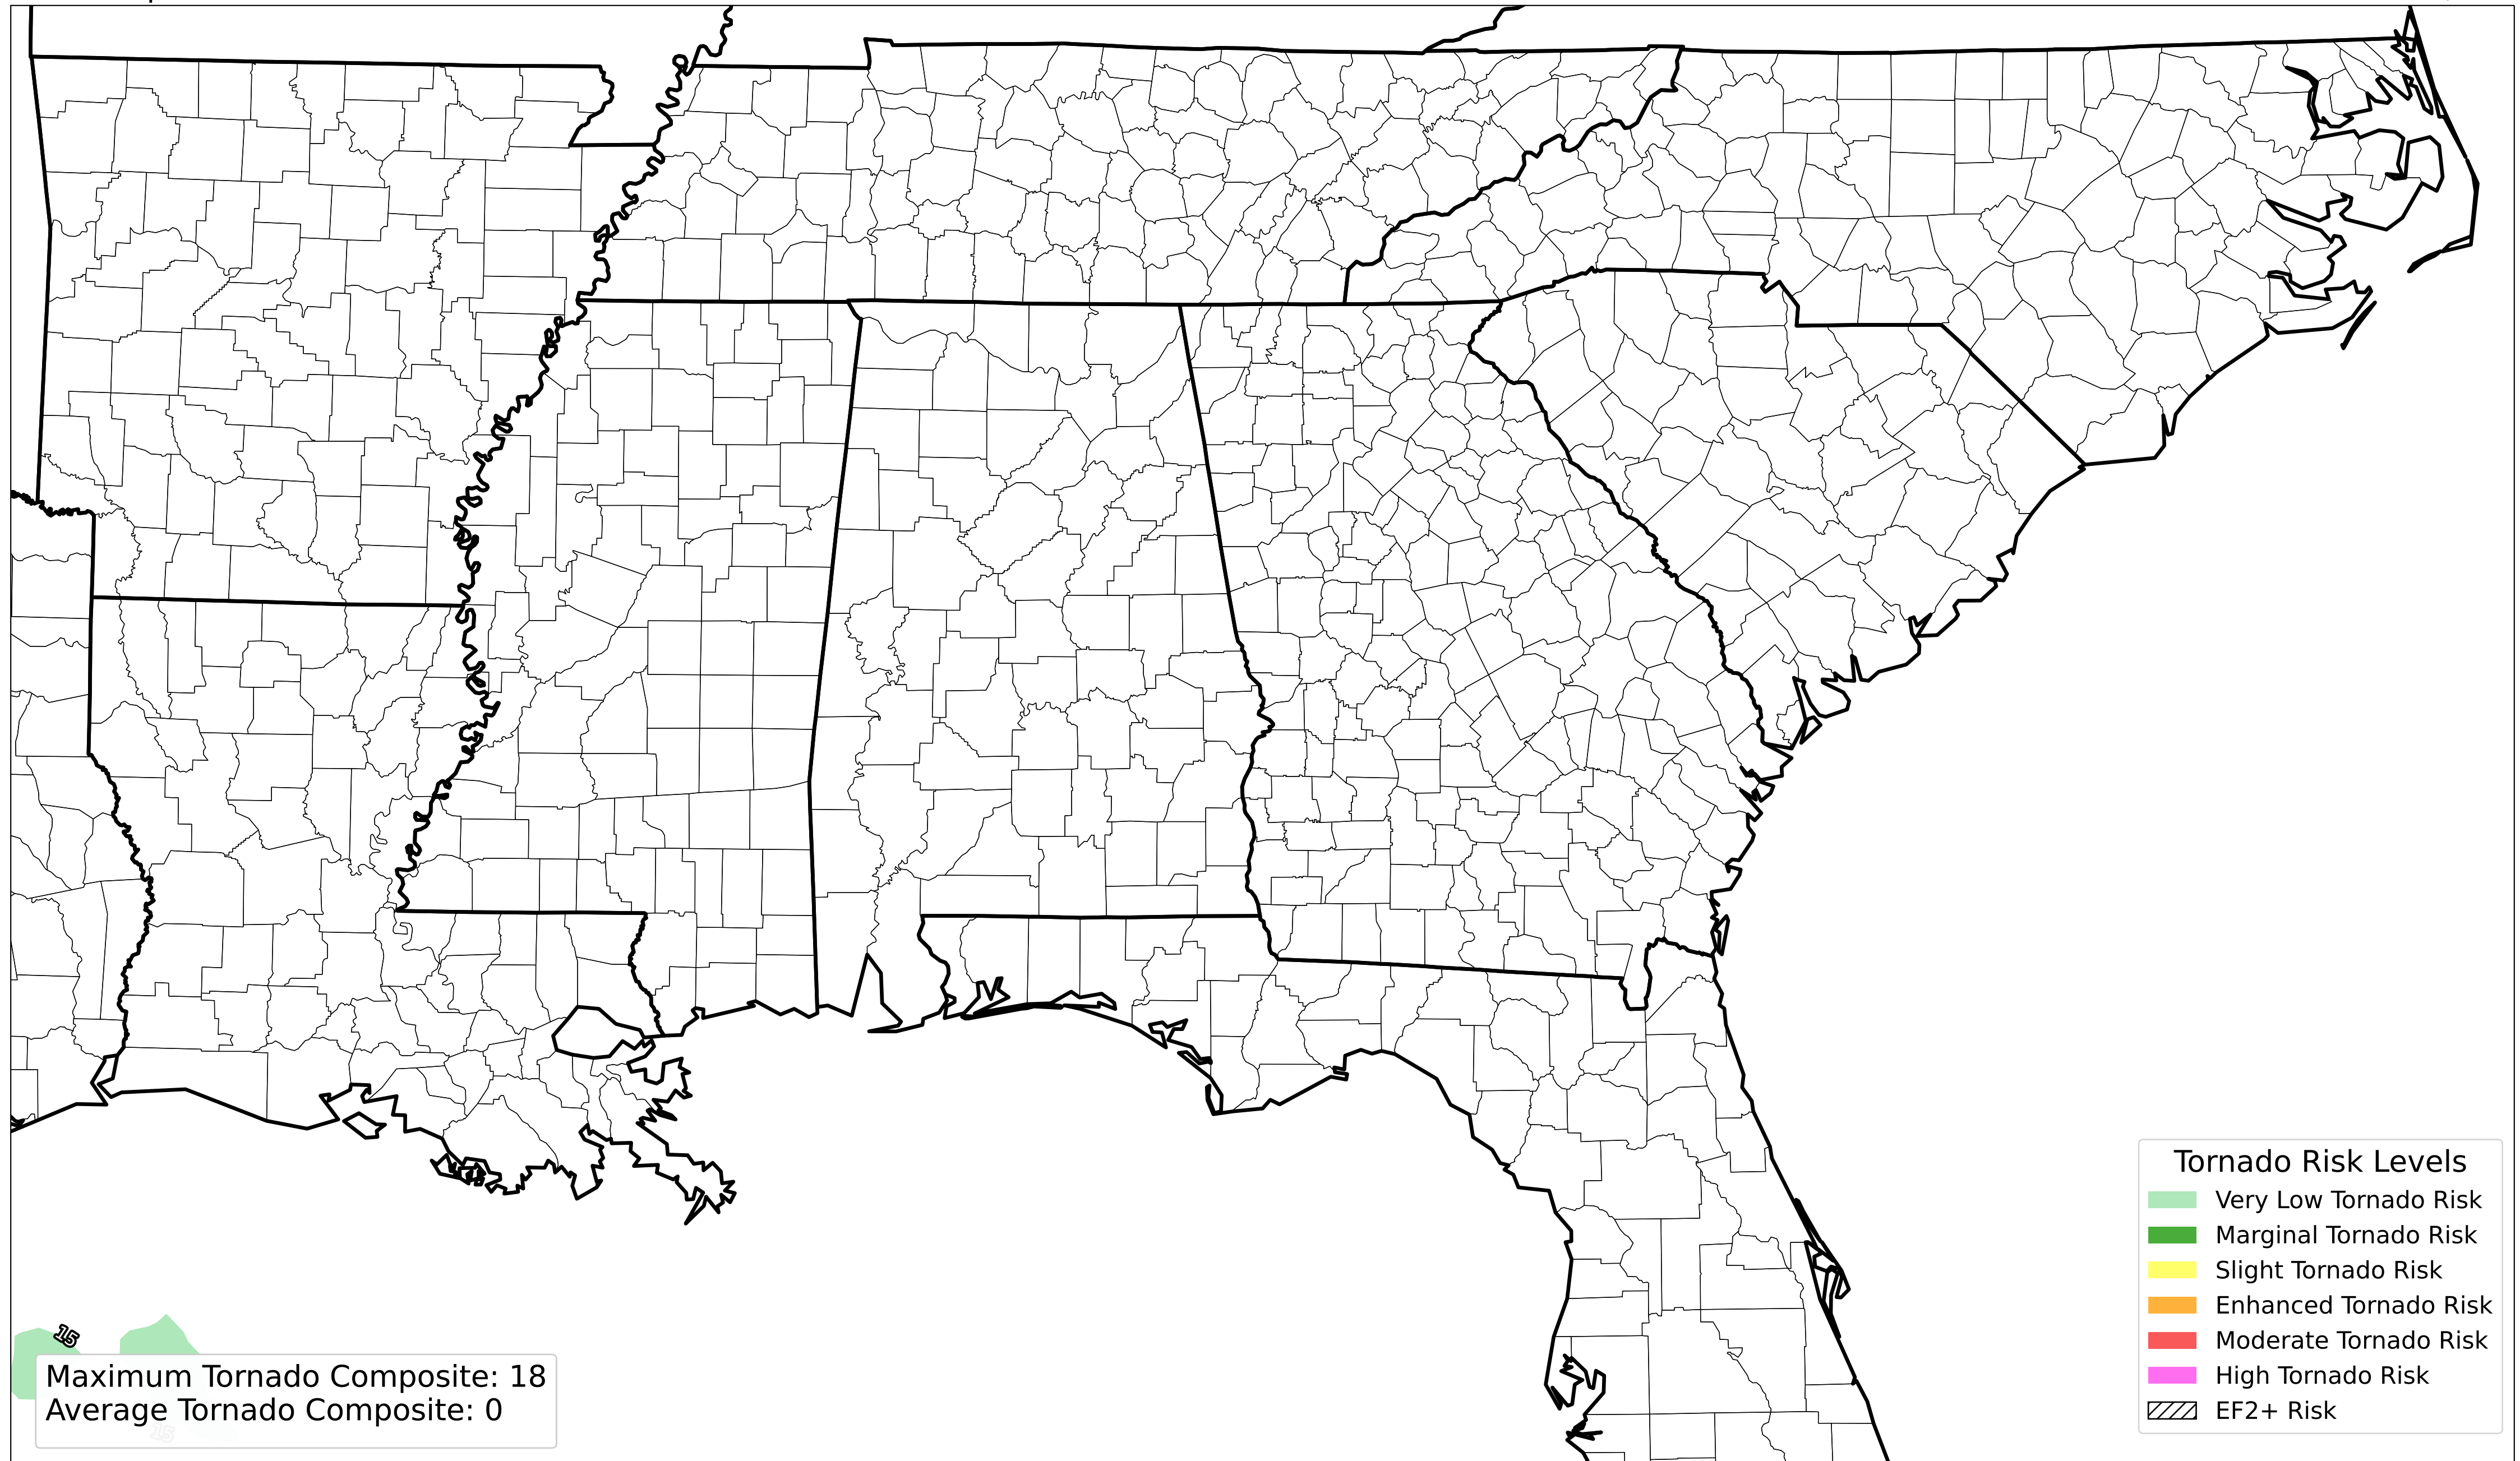 15
Maximum Tornado Composite: 18
Average Tornado Composite: 0
15
Tornado Risk Levels
Very Low Tornado Risk
Marginal Tornado Risk
Slight Tornado Risk
Enhanced Tornado Risk
Moderate Tornado Risk
High Tornado Risk
EF2+ Risk